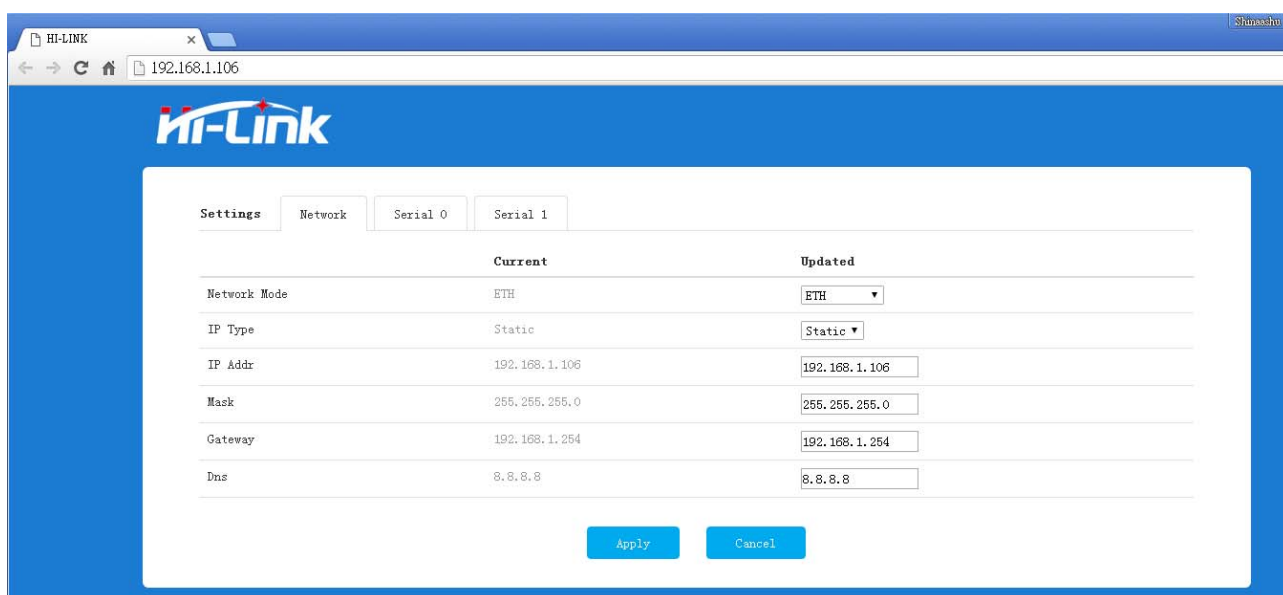 Shinaashu
HI-LINK
192.168.1.106
Hi-Link
Settings Network Serial 0 Serial 1
Current Updated
Network Mode ETH ETH
IP Type Static Static
IP Addr 192.168.1.106 192.168.1.106
Mask 255.255.255.0 255.255.255.0
Gateway 192.168.1.254 192.168.1.254
Dns 8.8.8.8 8.8.8.8
Apply Cancel